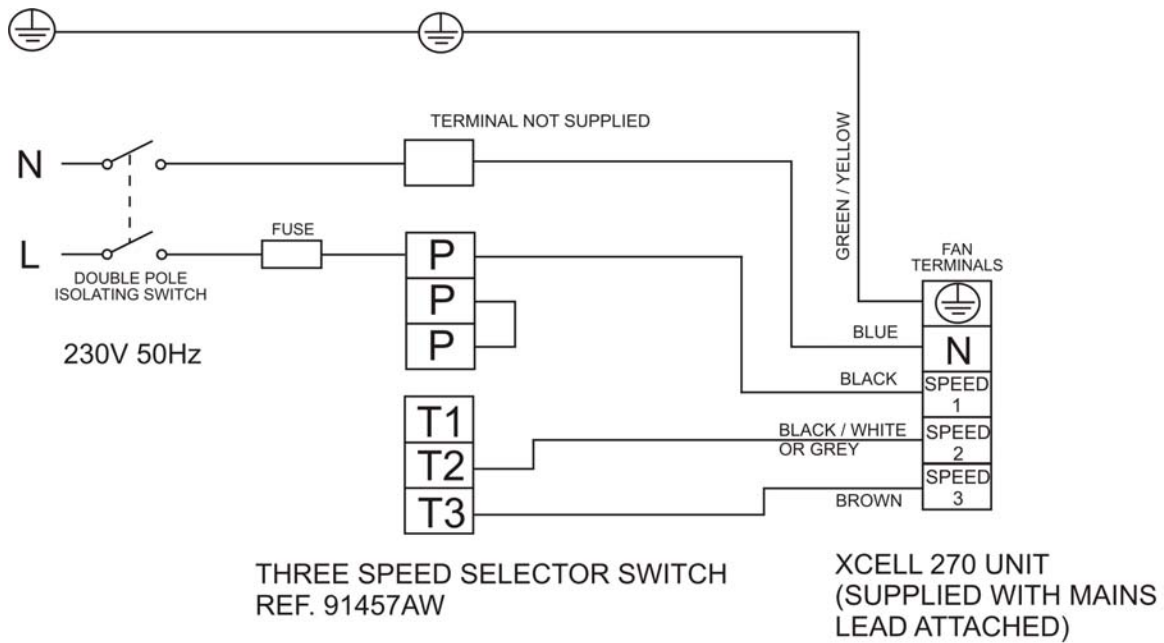 TERMINAL NOT SUPPLIED
N
GREEN / YELLOW
FUSE
L
P
P
P
DOUBLE POLE
ISOLATING SWITCH
230V 50Hz
FAN
TERMINALS
BLUE
N
BLACK
SPEED
1
T1
BLACK / WHITE
OR GREY
SPEED
2
T2
SPEED
3
BROWN
T3
THREE SPEED SELECTOR SWITCH
REF. 91457AW
XCELL 270 UNIT
(SUPPLIED WITH MAINS
LEAD ATTACHED)